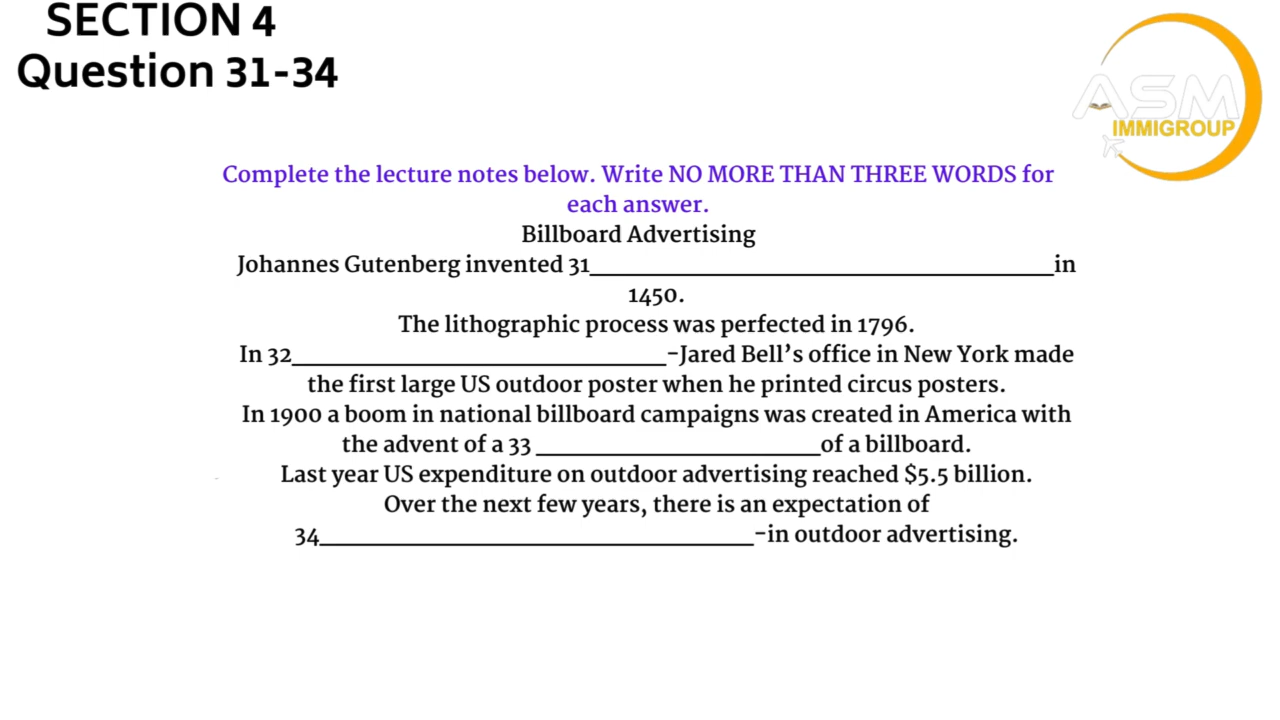 SECTION 4
Question 31-34
ASM
IMMIGROUP
Complete the lecture notes below. Write NO MORE THAN THREE WORDS for
each answer.
Billboard Advertising
Johannes Gutenberg invented 31______________________________________in
1450.
The lithographic process was perfected in 1796.
In 32_______________________________-Jared Bell’s office in New York made
the first large US outdoor poster when he printed circus posters.
In 1900 a boom in national billboard campaigns was created in America with
the advent of a 33 _______________________of a billboard.
Last year US expenditure on outdoor advertising reached $5.5 billion.
Over the next few years, there is an expectation of
34____________________________________-in outdoor advertising.